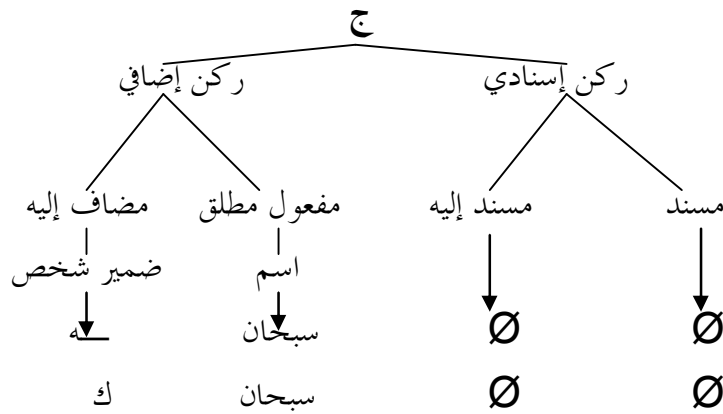 ج
ركن إسنادي ركن إضافي
مسند مسند إليه مفعول مطلق مضاف إليه
اسم ضمير شخص
Ø Ø سبحان ـه
Ø Ø سبحان ك